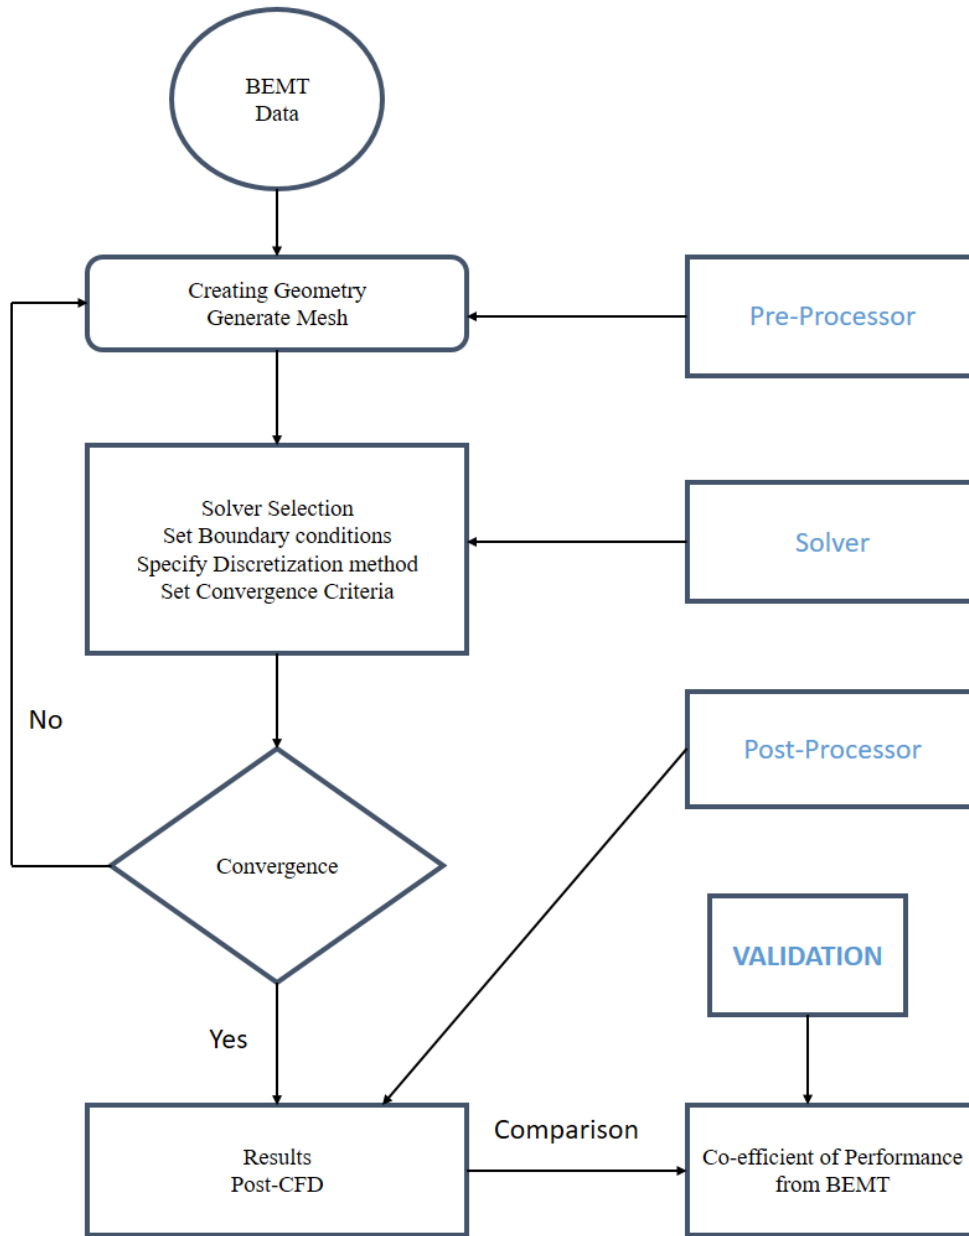 BEMT
Data
Creating Geometry
Generate Mesh
Pre-Processor
Solver Selection
Set Boundary conditions
Specify Discretization method
Set Convergence Criteria
Solver
No
Post-Processor
Convergence
VALIDATION
Yes
Results
Post-CFD
Comparison
Co-efficient of Performance
from BEMT